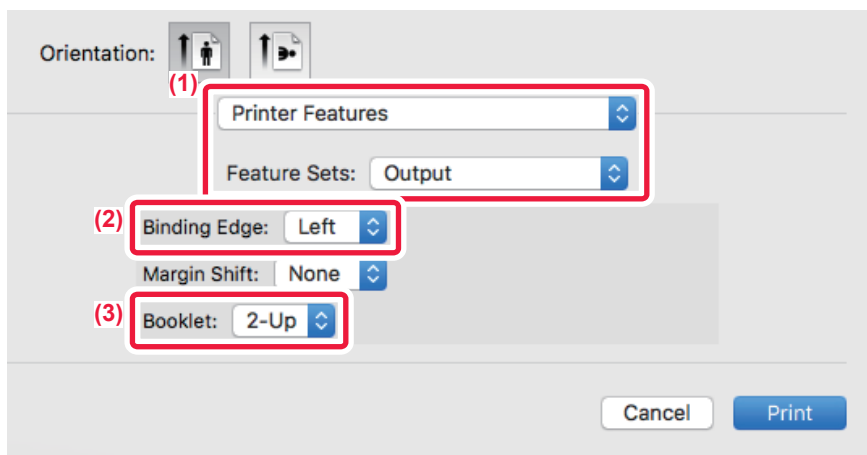 Orientation:
(1)
Printer Features
Feature Sets: Output
(2) Binding Edge: Left
Margin Shift: None
(3) Booklet: 2-Up
Cancel Print